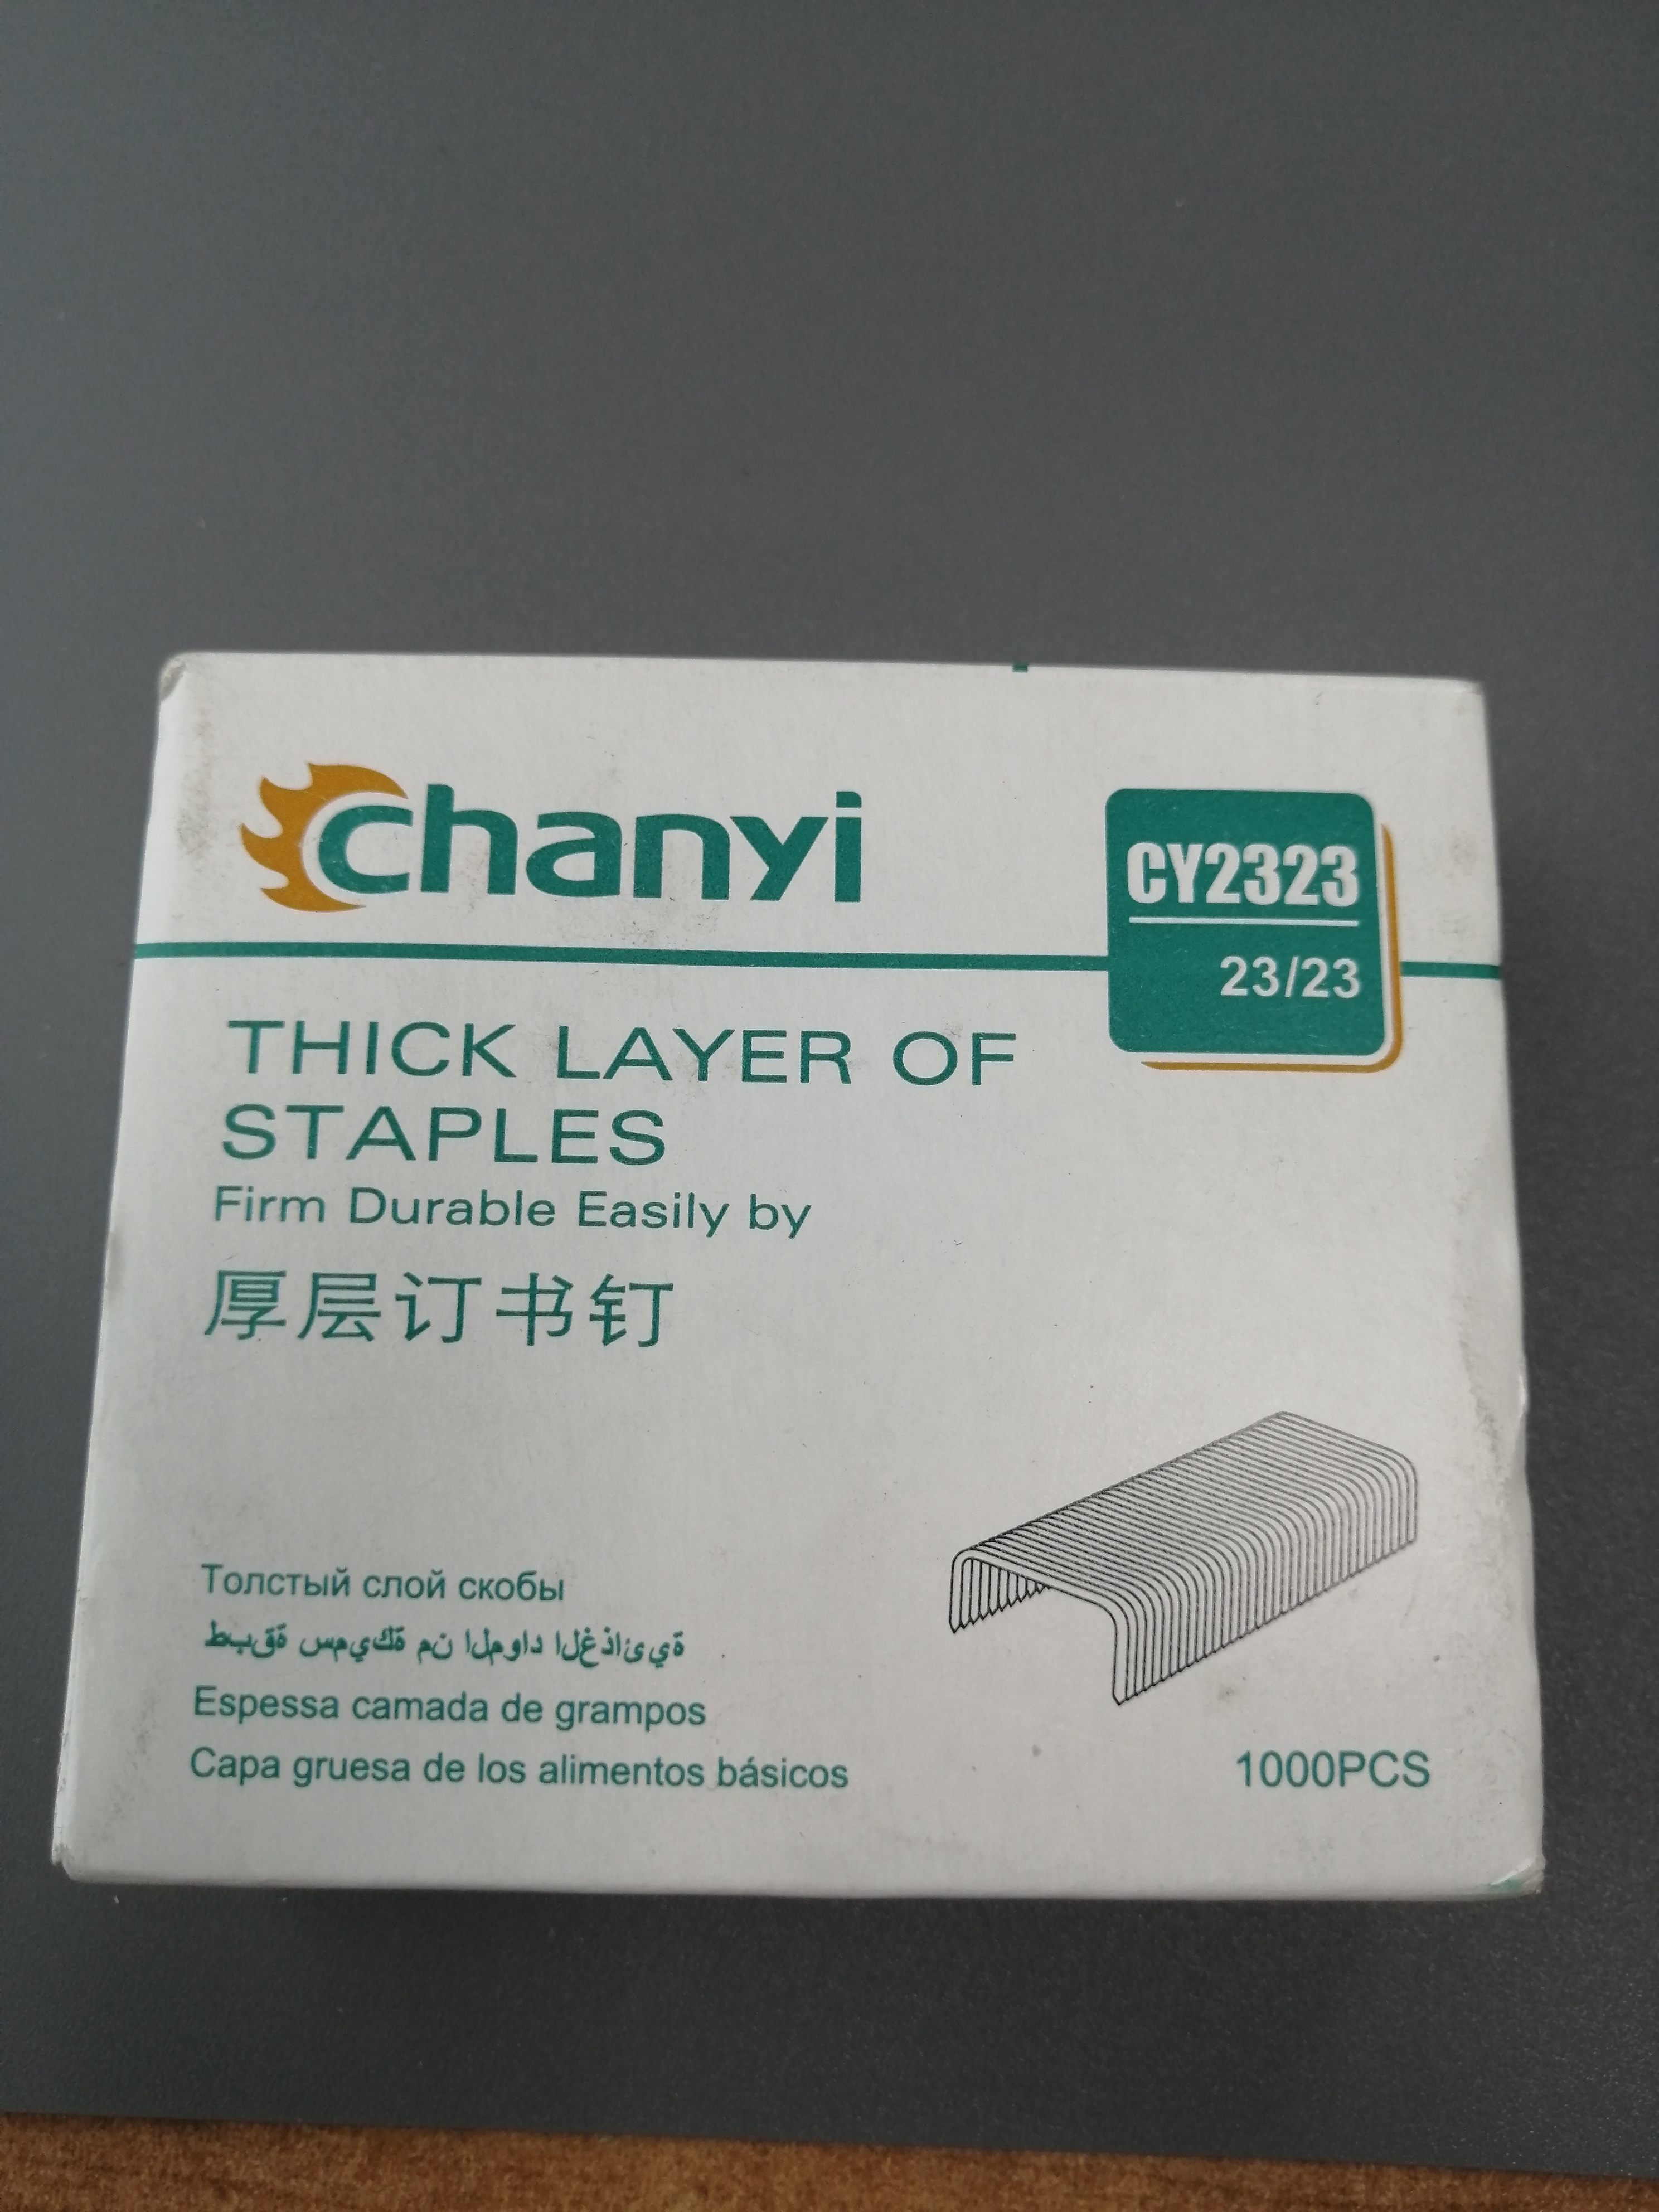 chanyi
CY2323
23/23
THICK LAYER OF
STAPLES
Firm Durable Easily by
厚层订书钉
Толстый слой скобы
طبقة سميكة من المواد الغذائية
Espessa camada de grampos
Capa gruesa de los alimentos básicos
1000PCS